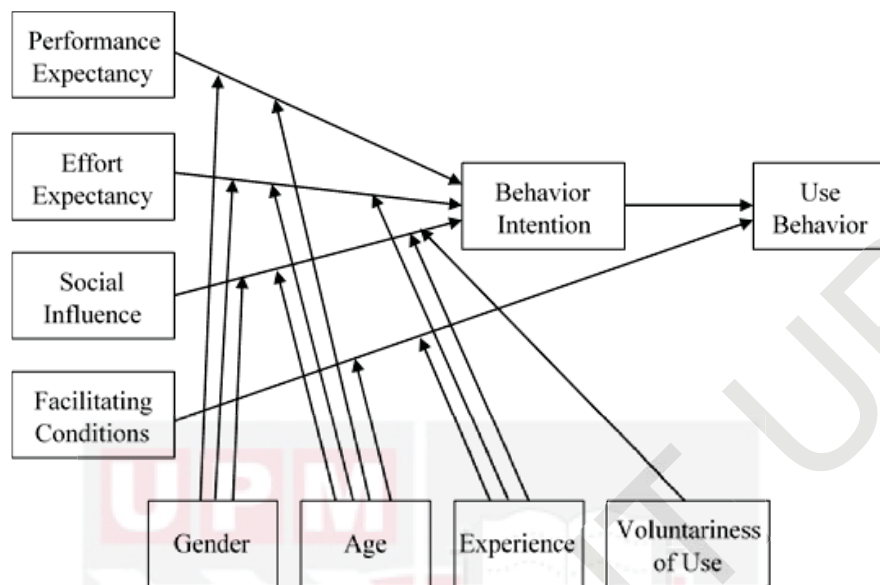 Performance
Expectancy
Effort
Expectancy
Social
Influence
Facilitating
Conditions
Behavior
Intention
Use
Behavior
Gender
Age
Experience
Voluntariness
of Use
UPM